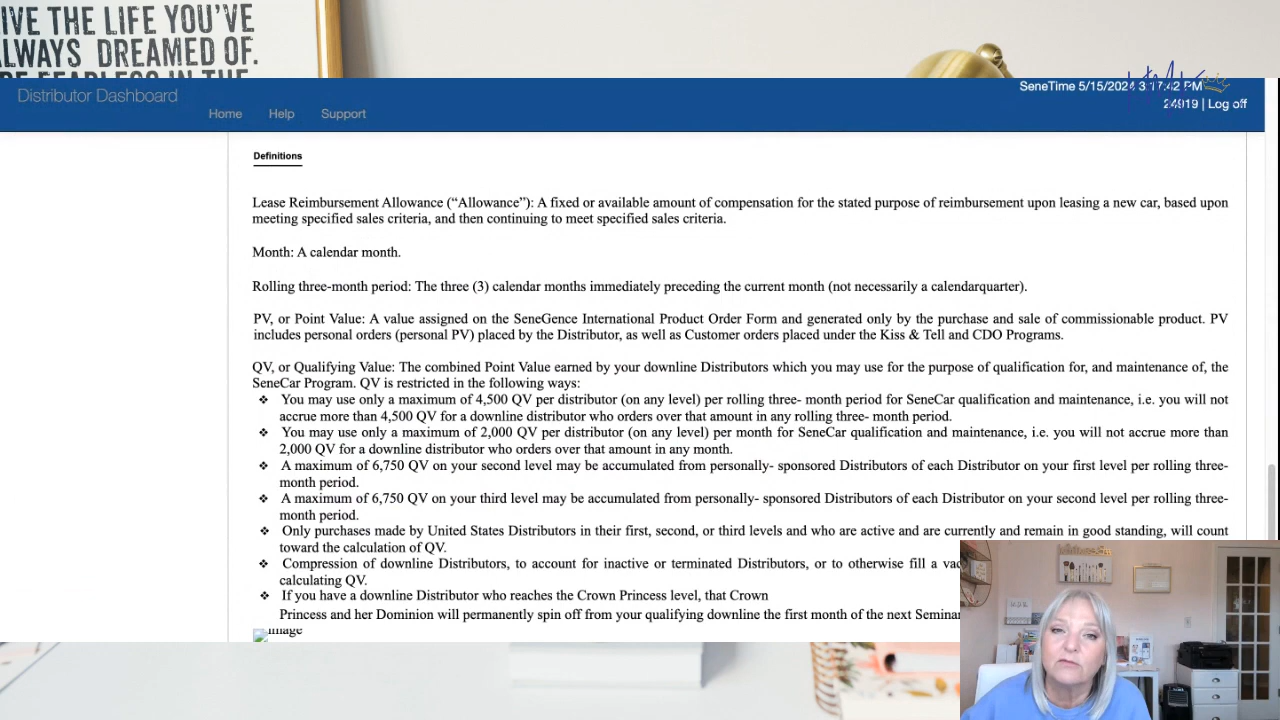 IVE THE LIFE YOU'VE
ALWAYS DREAMED OF.
BE FEARLESS IN THE
Distributor Dashboard
SeneTime 5/15/2024 3:17:42 PM
Home Help Support
24919 | Log off
Definitions
Lease Reimbursement Allowance (“Allowance”): A fixed or available amount of compensation for the stated purpose of reimbursement upon leasing a new car, based upon
meeting specified sales criteria, and then continuing to meet specified sales criteria.
Month: A calendar month.
Rolling three-month period: The three (3) calendar months immediately preceding the current month (not necessarily a calendarquarter).
PV, or Point Value: A value assigned on the SeneGence International Product Order Form and generated only by the purchase and sale of commissionable product. PV
includes personal orders (personal PV) placed by the Distributor, as well as Customer orders placed under the Kiss & Tell and CDO Programs.
QV, or Qualifying Value: The combined Point Value earned by your downline Distributors which you may use for the purpose of qualification for, and maintenance of, the
SeneCar Program. QV is restricted in the following ways:
❖ You may use only a maximum of 4,500 QV per distributor (on any level) per rolling three- month period for SeneCar qualification and maintenance, i.e. you will not
accrue more than 4,500 QV for a downline distributor who orders over that amount in any rolling three- month period.
❖ You may use only a maximum of 2,000 QV per distributor (on any level) per month for SeneCar qualification and maintenance, i.e. you will not accrue more than
2,000 QV for a downline distributor who orders over that amount in any month.
❖ A maximum of 6,750 QV on your second level may be accumulated from personally- sponsored Distributors of each Distributor on your first level per rolling three-
month period.
❖ A maximum of 6,750 QV on your third level may be accumulated from personally- sponsored Distributors of each Distributor on your second level per rolling three-
month period.
❖ Only purchases made by United States Distributors in their first, second, or third levels and who are active and are currently and remain in good standing, will count
toward the calculation of QV.
❖ Compression of downline Distributors, to account for inactive or terminated Distributors, or to otherwise fill a
calculating QV.
❖ If you have a downline Distributor who reaches the Crown Princess level, that Crown
Princess and her Dominion will permanently spin off from your qualifying downline the first month of the next Seminar
image